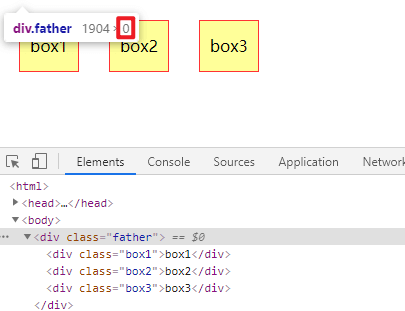 div.father 1904 × 0
box1 box2 box3
Elements Console Sources Application Network
<html>
▶<head>…</head>
▼<body>
… ▼<div class="father"> == $0
<div class="box1">box1</div>
<div class="box2">box2</div>
<div class="box3">box3</div>
</div>